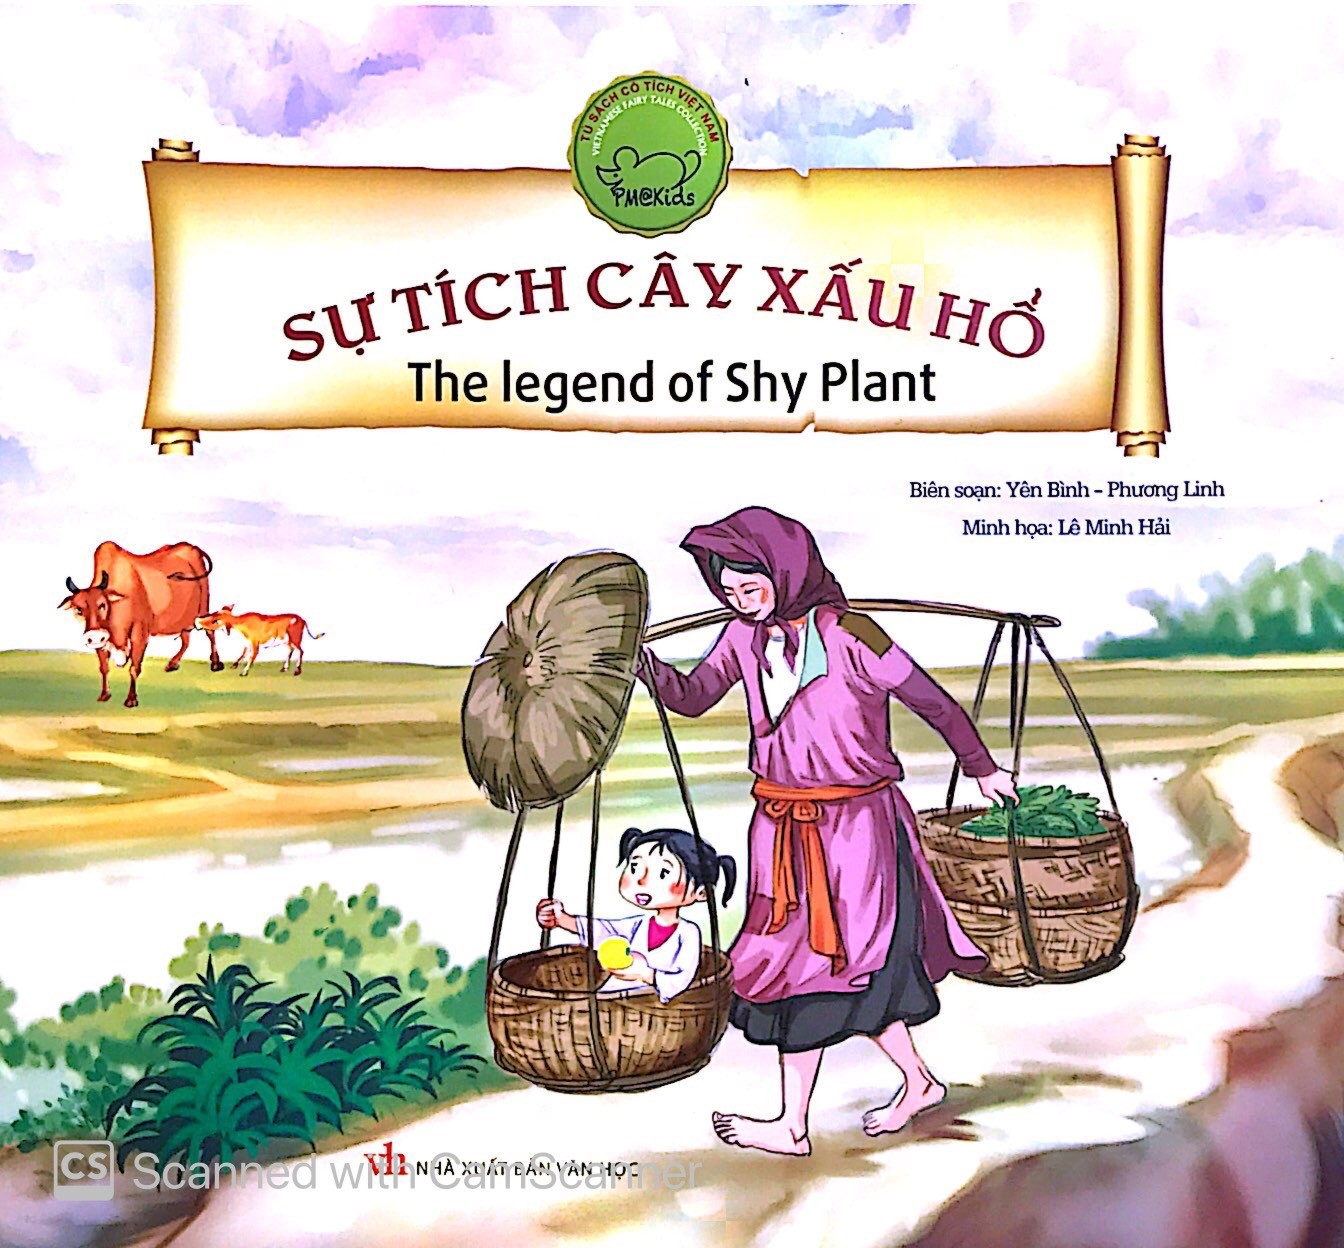 TỦ SÁCH CỔ TÍCH VIỆT NAM
VIETNAMESE FAIRY TALES COLLECTION
PM@Kids
SỰ TÍCH CÂY XẤU HỔ
The legend of Shy Plant
Biên soạn: Yên Bình – Phương Linh
Minh họa: Lê Minh Hải
vh NHÀ XUẤT BẢN VĂN HỌC
CS Scanned with CamScanner